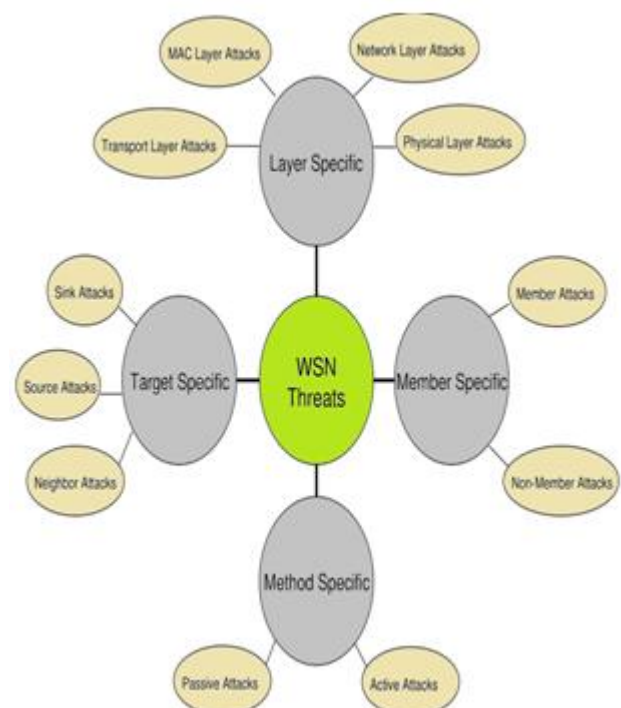 MAC Layer Attacks
Network Layer Attacks
Transport Layer Attacks
Physical Layer Attacks
Layer Specific
Sink Attacks
Source Attacks
Neighbor Attacks
Target Specific
WSN
Threats
Member Specific
Member Attacks
Non-Member Attacks
Method Specific
Passive Attacks
Active Attacks